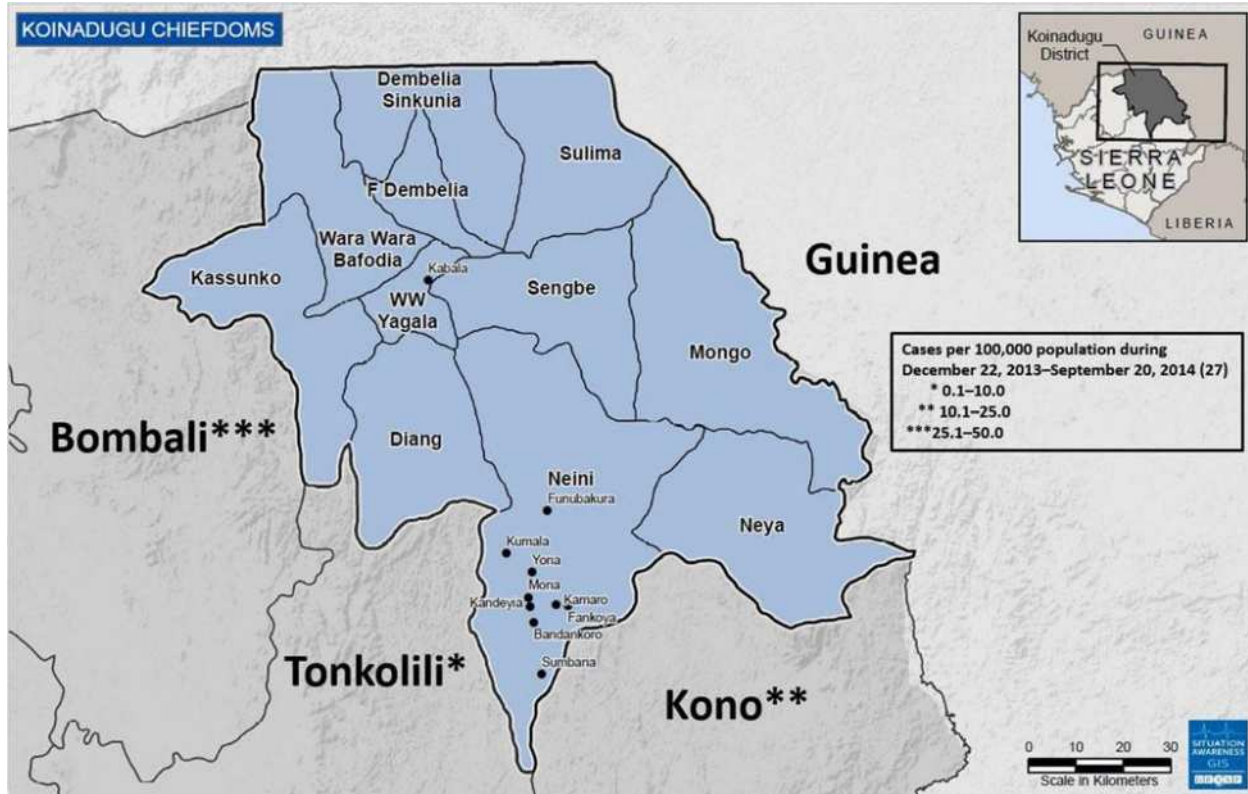 KOINADUGU CHIEFDOMS
Koinadugu
District
GUINEA
SIERRA
LEONE
LIBERIA
Dembelia
Sinkunia
Sulima
F Dembelia
Wara Wara
Bafodia
Kassunko
Kabala
WW
Yagala
Sengbe
Guinea
Mongo
Cases per 100,000 population during
December 22, 2013–September 20, 2014 (27)
* 0.1–10.0
** 10.1–25.0
***25.1–50.0
Bombali***
Diang
Neini
Funubakura
Neya
Kumala
Yona
Mona
Kandeyia
Kamaro
Fankoya
Bandankoro
Sumbana
Tonkolili*
Kono**
0 10 20 30
Scale in Kilometers
SITUATION
AWARENESS
GIS